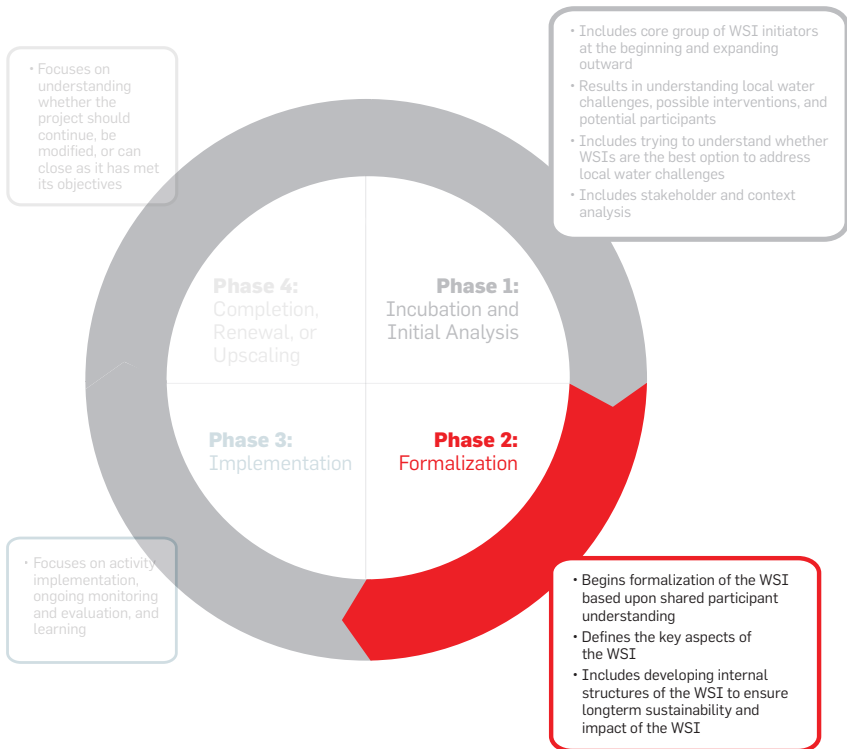 • Focuses on
understanding
whether the
project should
continue, be
modified, or can
close as it has met
its objectives
• Includes core group of WSI initiators
at the beginning and expanding
outward
• Results in understanding local water
challenges, possible interventions, and
potential participants
• Includes trying to understand whether
WSIs are the best option to address
local water challenges
• Includes stakeholder and context
analysis
Phase 4:
Completion,
Renewal, or
Upscaling
Phase 1:
Incubation and
Initial Analysis
Phase 3:
Implementation
Phase 2:
Formalization
• Focuses on activity
implementation,
ongoing monitoring
and evaluation, and
learning
• Begins formalization of the WSI
based upon shared participant
understanding
• Defines the key aspects of
the WSI
• Includes developing internal
structures of the WSI to ensure
longterm sustainability and
impact of the WSI